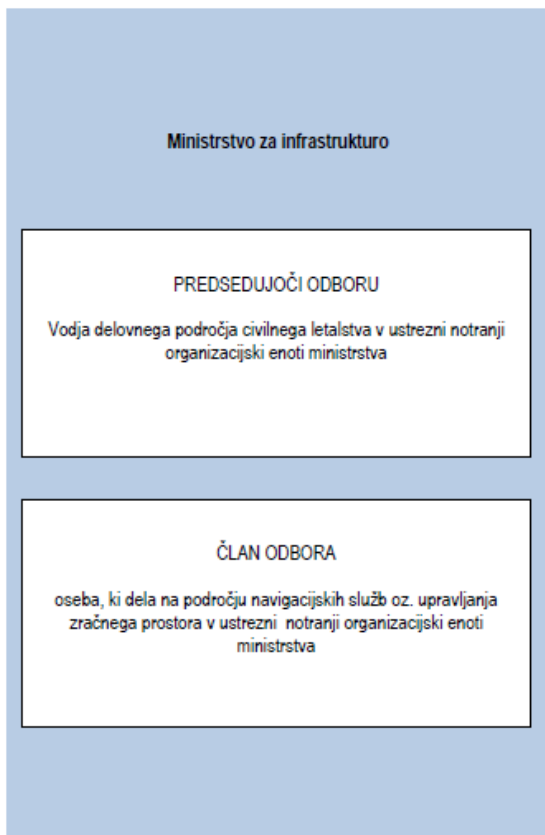 Ministrstvo za infrastrukturo
PREDSEDUJOČI ODBORU
Vodja delovnega področja civilnega letalstva v ustrezni notranji
organizacijski enoti ministrstva
ČLAN ODBORA
oseba, ki dela na področju navigacijskih služb oz. upravljanja
zračnega prostora v ustrezni notranji organizacijski enoti
ministrstva